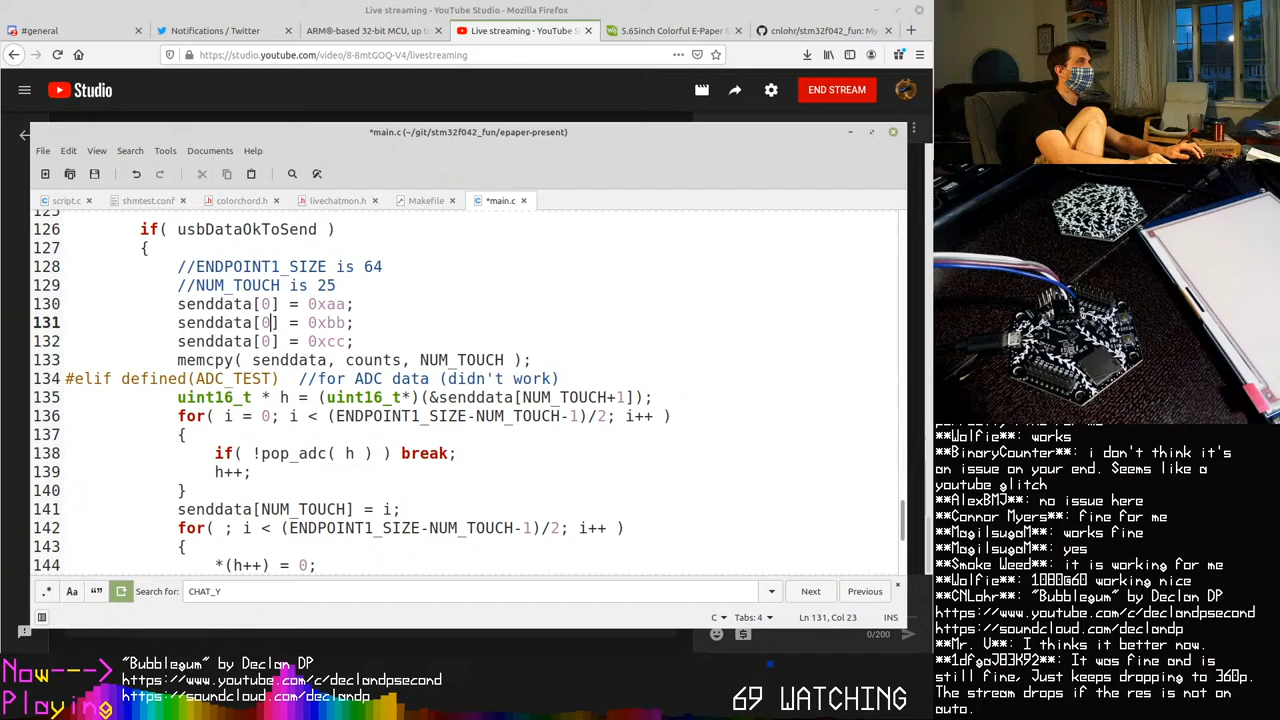 Live streaming - YouTube Studio - Mozilla Firefox
#general
Notifications / Twitter
ARM®-based 32-bit MCU, up to
Live streaming - YouTube S
5.65inch Colorful E-Paper E
cnlohr/stm32f042_fun: My
https://studio.youtube.com/video/8-8mtGOQ-V4/livestreaming
Studio
END STREAM
*main.c (~/git/stm32f042_fun/epaper-present)
File Edit View Search Tools Documents Help
script.c
shmtest.conf
colorchord.h
livechatmon.h
Makefile
*main.c
125
126 if( usbDataOkToSend )
127 {
128 //ENDPOINT1_SIZE is 64
129 //NUM_TOUCH is 25
130 senddata[0] = 0xaa;
131 senddata[0] = 0xbb;
132 senddata[0] = 0xcc;
133 memcpy( senddata, counts, NUM_TOUCH );
134 #elif defined(ADC_TEST) //for ADC data (didn't work)
135 uint16_t * h = (uint16_t*)(&senddata[NUM_TOUCH+1]);
136 for( i = 0; i < (ENDPOINT1_SIZE-NUM_TOUCH-1)/2; i++ )
137 {
138 if( !pop_adc( h ) ) break;
139 h++;
140 }
141 senddata[NUM_TOUCH] = i;
142 for( ; i < (ENDPOINT1_SIZE-NUM_TOUCH-1)/2; i++ )
143 {
144 *(h++) = 0;
.*
Aa
“”
Search for:
CHAT_Y
Next
Previous
C
Tabs: 4
Ln 131, Col 23
INS
0/200
**Wolfie**: works
**BinaryCounter**: i don't think it's
an issue on your end. Seems like a
youtube glitch
**AlexBMJ**: no issue here
**Connor Myers**: fine for me
**MagilsugaM**: works fine
**MagilsugaM**: yes
**Smoke Weed**: it is working for me
**Wolfie**: 1080@60 working nice
**CNLohr**: "Bubblegum" by Declan DP
https://www.youtube.com/c/declandpsecond
https://soundcloud.com/declandp
**Mr. V**: I thinks it better now.
**1dfgaJ83K92**: It was fine and is
still fine, Just keeps dropping to 360p.
The stream drops if the res is not on
auto.
Now--->
Playing
"Bubblegum" by Declan DP
https://www.youtube.com/c/declandpsecond
https://soundcloud.com/declandp
69 WATCHING